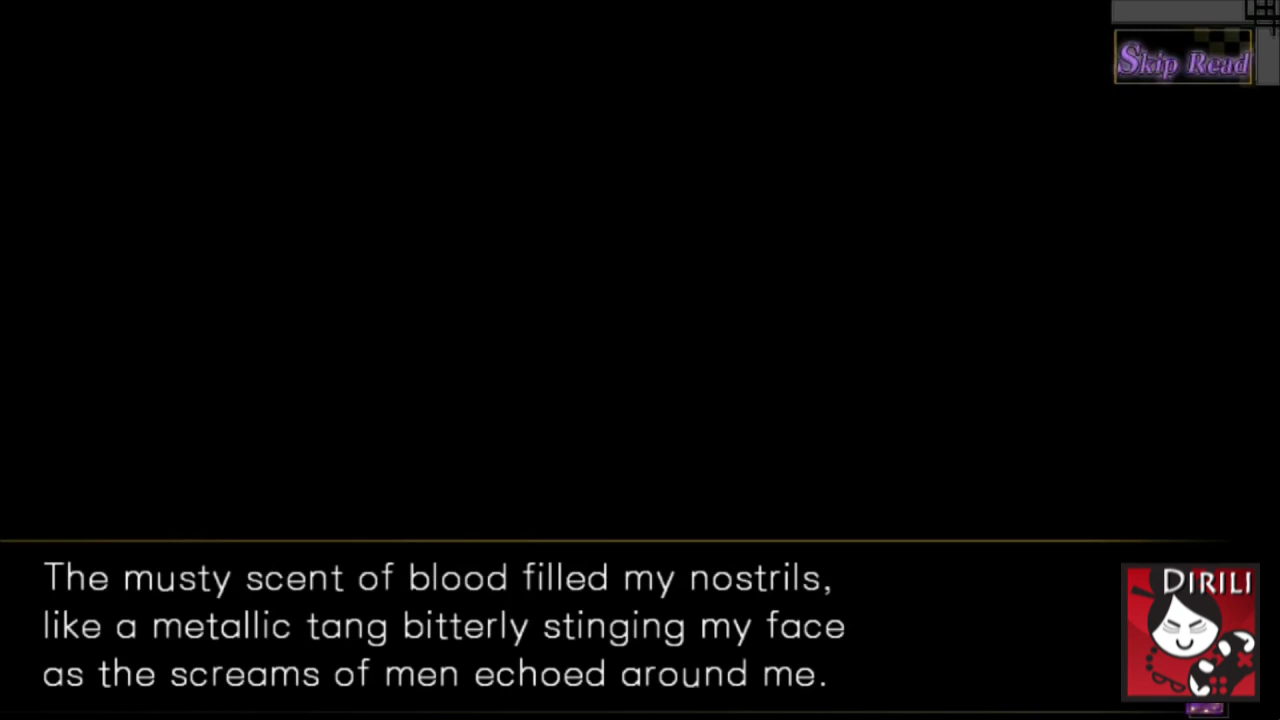 Skip Read
The musty scent of blood filled my nostrils,
like a metallic tang bitterly stinging my face
as the screams of men echoed around me.
DIRILI